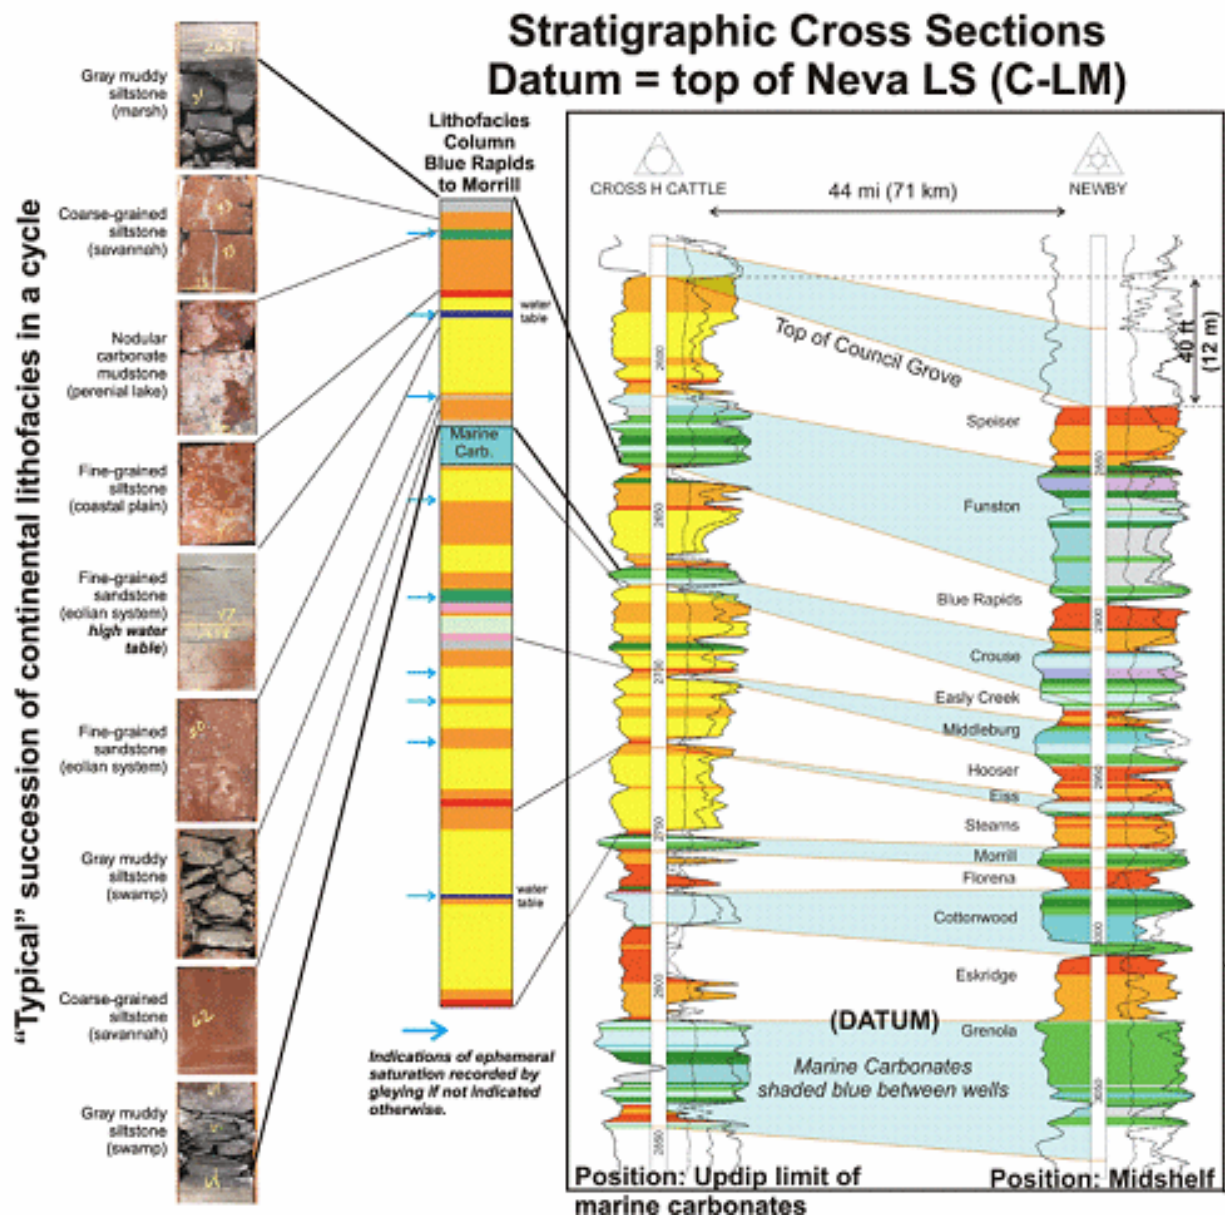 Stratigraphic Cross Sections
Datum = top of Neva LS (C-LM)
"Typical" succession of continental lithofacies in a cycle
Gray muddy
siltstone
(marsh)
Coarse-grained
siltstone
(savannah)
Nodular
carbonate
mudstone
(perenial lake)
Fine-grained
siltstone
(coastal plain)
Fine-grained
sandstone
(eolian system)
high water
table)
Fine-grained
sandstone
(eolian system)
Gray muddy
siltstone
(swamp)
Coarse-grained
siltstone
(savannah)
Gray muddy
siltstone
(swamp)
Lithofacies
Column
Blue Rapids
to Morrill
water
table
Marine
Carb.
water
table
Indications of ephemeral
saturation recorded by
gleying if not indicated
otherwise.
CROSS H CATTLE
44 mi (71 km)
NEWBY
40 ft
(12 m)
Top of Council Grove
Speiser
Funston
Blue Rapids
Crouse
Easly Creek
Middleburg
Hooser
Eiss
Stearns
Morrill
Florena
Cottonwood
Eskridge
(DATUM)
Grenola
Marine Carbonates
shaded blue between wells
2650
2700
2750
Position: Updip limit of
marine carbonates
Position: Midshelf